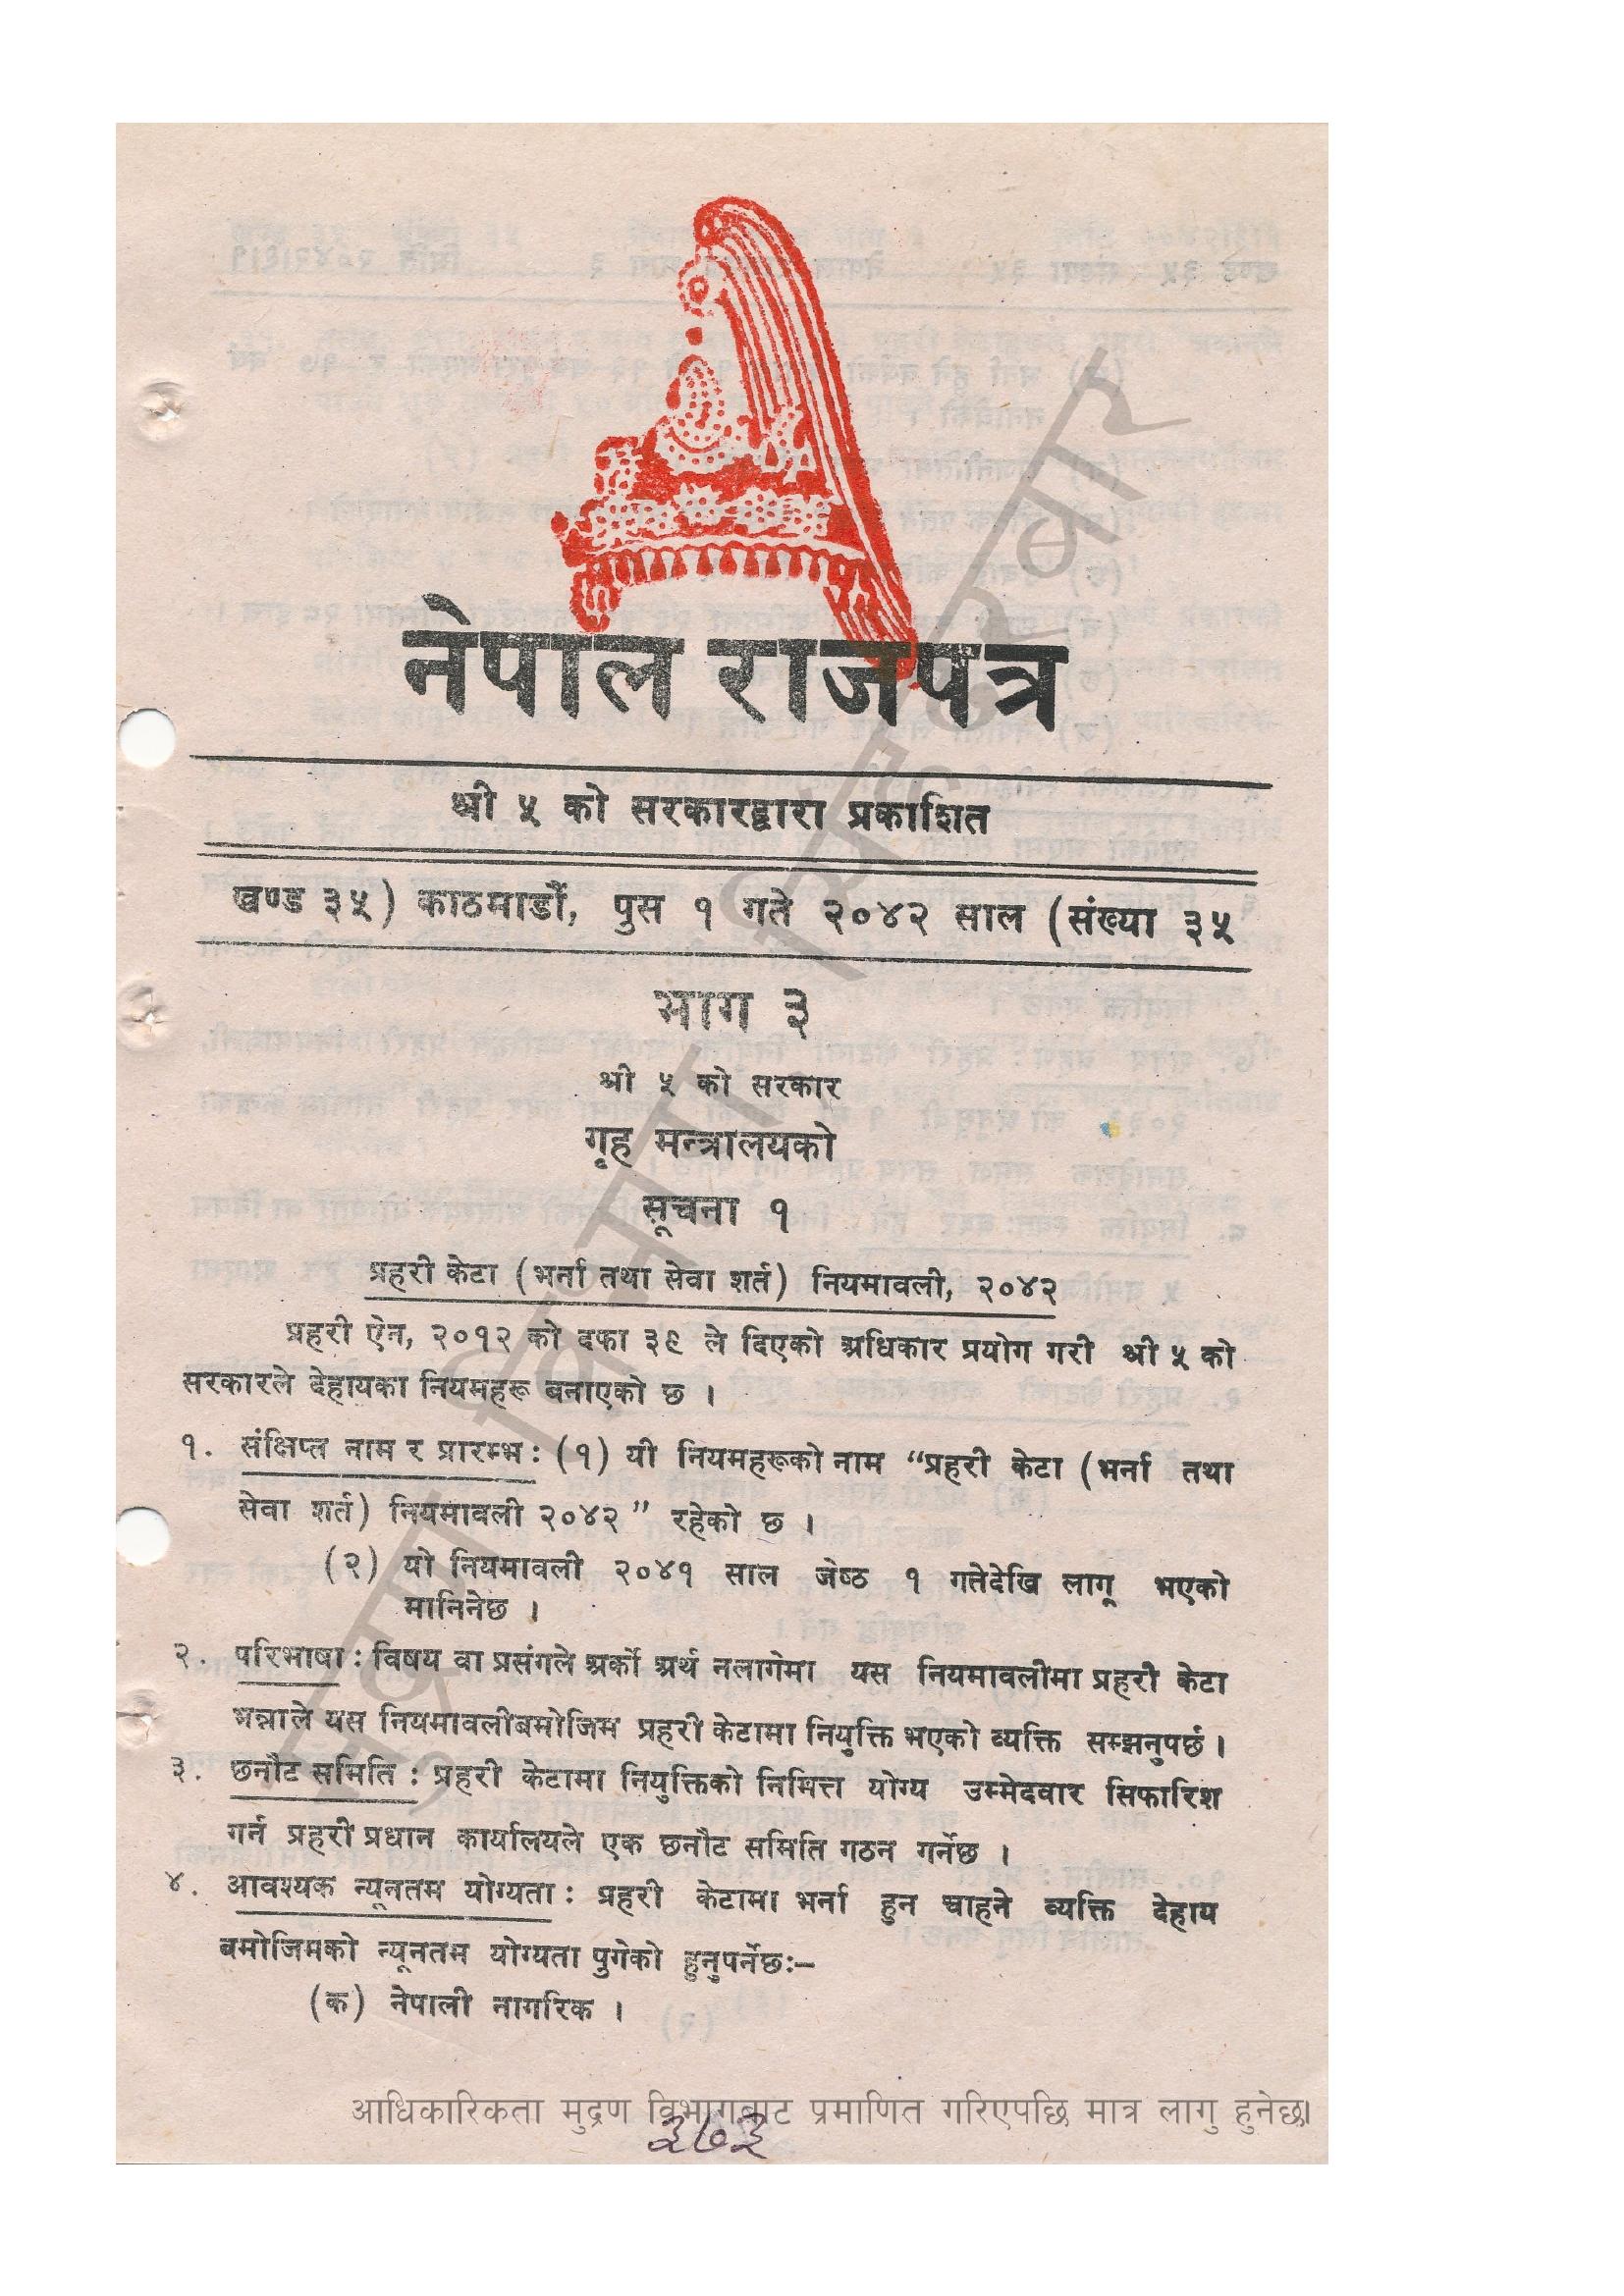 नेपाल राजपत्र
श्री ५ को सरकारद्वारा प्रकाशित
खण्ड ३५) काठमाडौं, पुस १ गते २०४२ साल (संख्या ३५
भाग ३
श्री ५ को सरकार
गृह मन्त्रालयको
सूचना १
प्रहरी केटा (भर्ना तथा सेवा शर्त) नियमावली, २०४२
प्रहरी ऐन, २०१२ को दफा ३९ ले दिएको अधिकार प्रयोग गरी श्री ५ को
सरकारले देहायका नियमहरू बनाएको छ ।
१. संक्षिप्त नाम र प्रारम्भ: (१) यी नियमहरूको नाम “प्रहरी केटा (भर्ना तथा
सेवा शर्त) नियमावली २०४२” रहेको छ ।
(२) यो नियमावली २०४१ साल जेष्ठ १ गतेदेखि लागू भएको
मानिनेछ ।
२. परिभाषा: विषय वा प्रसंगले अर्को अर्थ नलागेमा यस नियमावलीमा प्रहरी केटा
भन्नाले यस नियमावलीबमोजिम प्रहरी केटामा नियुक्ति भएको व्यक्ति सम्झनुपर्छ ।
३. छनौट समिति: प्रहरी केटामा नियुक्तिको निमित्त योग्य उम्मेदवार सिफारिश
गर्न प्रहरी प्रधान कार्यालयले एक छनौट समिति गठन गर्नेछ ।
४. आवश्यक न्यूनतम योग्यता: प्रहरी केटामा भर्ना हुन चाहने व्यक्ति देहाय
बमोजिमको न्यूनतम योग्यता पुगेको हुनुपर्नेछ:–
(क) नेपाली नागरिक ।
आधिकारिकता मुद्रण विभागबाट प्रमाणित गरिएपछि मात्र लागु हुनेछ।
३७३
मुद्रण विभाग, सिंहदरबार